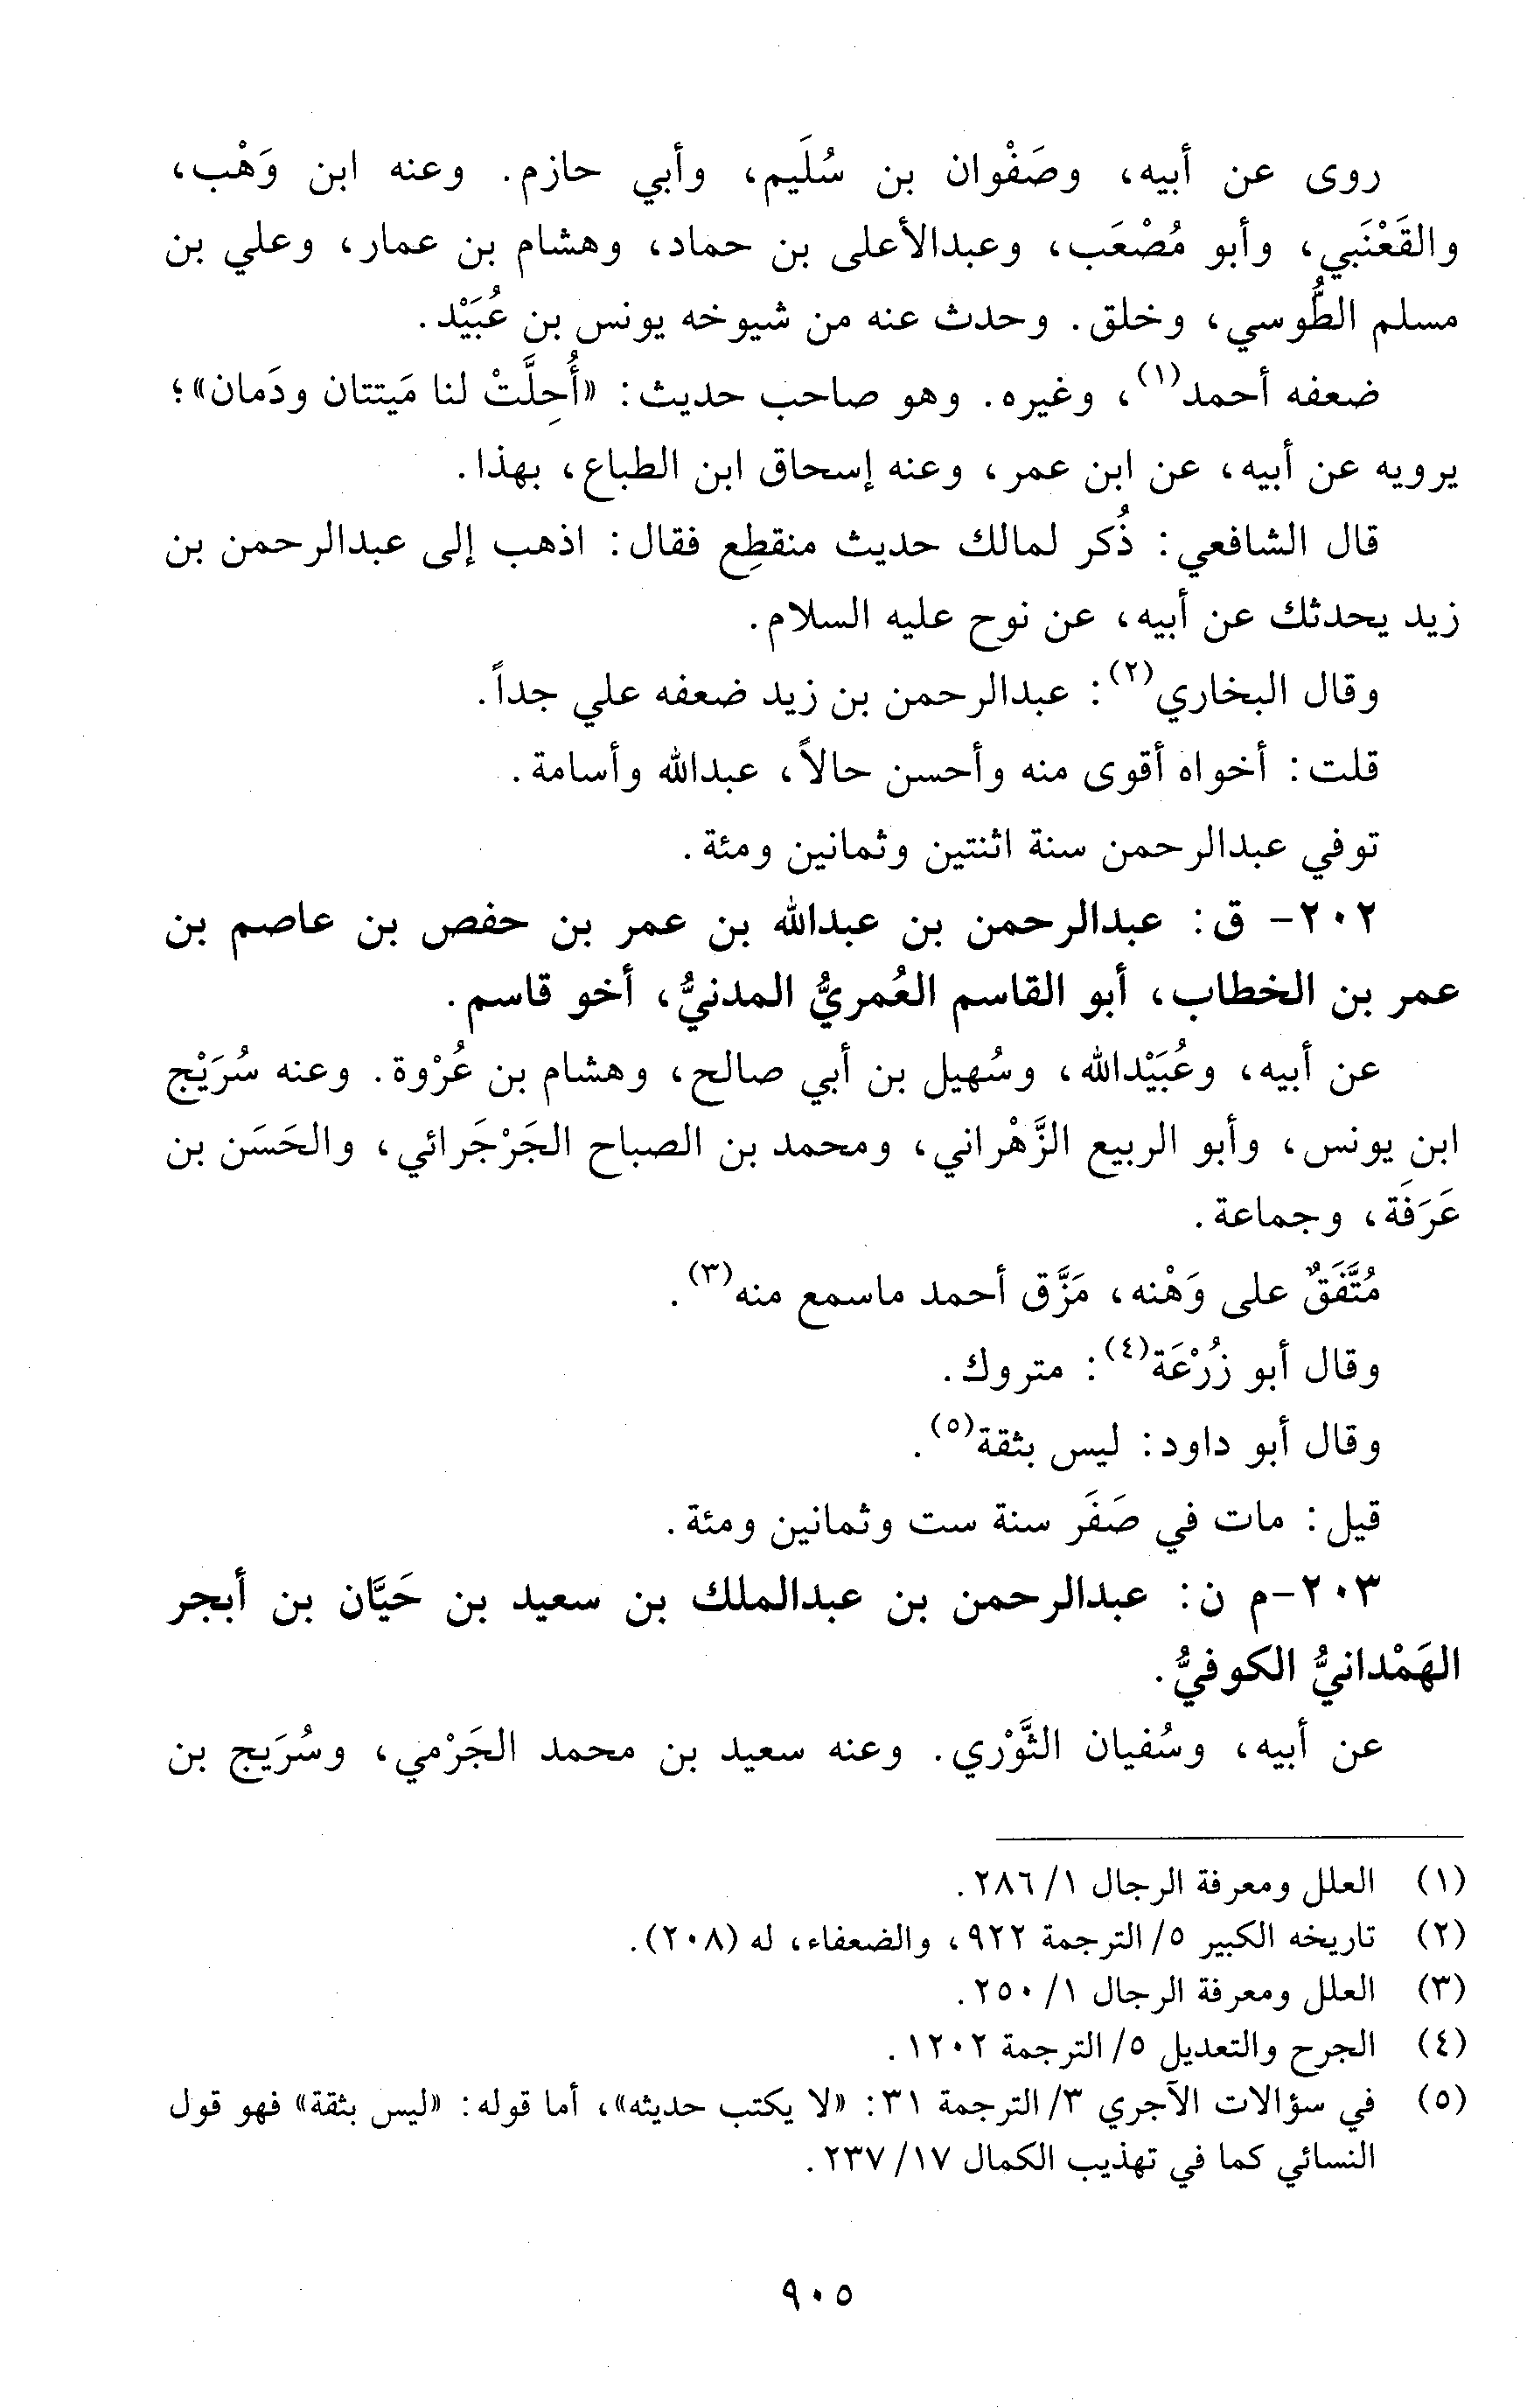 روى عن أبيه، وصَفْوان بن سُلَيم، وأبي حازم. وعنه ابن وَهْب،
والقَعْنَبي، وأبو مُصْعَب، وعبدالأعلى بن حماد، وهشام بن عمار، وعلي بن
مسلم الطُّوسي، وخلق. وحدث عنه من شيوخه يونس بن عُبَيْد.
ضعفه أحمد(١)، وغيره. وهو صاحب حديث: «أُحِلَّتْ لنا مَيتتان ودَمان»؛
يرويه عن أبيه، عن ابن عمر، وعنه إسحاق ابن الطباع، بهذا.
قال الشافعي: ذُكر لمالك حديث منقطِع فقال: اذهب إلى عبدالرحمن بن
زيد يحدثك عن أبيه، عن نوح عليه السلام.
وقال البخاري(٢): عبدالرحمن بن زيد ضعفه علي جداً.
قلت: أخواه أقوى منه وأحسن حالاً، عبدالله وأسامة.
توفي عبدالرحمن سنة اثنتين وثمانين ومئة.
٢٠٢- ق: عبدالرحمن بن عبدالله بن عمر بن حفص بن عاصم بن
عمر بن الخطاب، أبو القاسم العُمريُّ المدنيُّ، أخو قاسم.
عن أبيه، وعُبَيْدالله، وسُهيل بن أبي صالح، وهشام بن عُرْوة. وعنه سُرَيْج
ابن يونس، وأبو الربيع الزَّهْراني، ومحمد بن الصباح الجَرْجَرائي، والحَسَن بن
عَرَفَة، وجماعة.
مُتَّفَقٌ على وَهْنه، مَزَّق أحمد ماسمع منه(٣).
وقال أبو زُرْعَة(٤): متروك.
وقال أبو داود: ليس بثقة(٥).
قيل: مات في صَفَر سنة ست وثمانين ومئة.
٢٠٣-م ن: عبدالرحمن بن عبدالملك بن سعيد بن حَيَّان بن أبجر
الهَمْدانيُّ الكوفيُّ.
عن أبيه، وسُفيان الثَّوْري. وعنه سعيد بن محمد الجَرْمي، وسُرَيج بن
(١) العلل ومعرفة الرجال ١/ ٢٨٦.
(٢) تاريخه الكبير ٥/ الترجمة ٩٢٢، والضعفاء، له (٢٠٨).
(٣) العلل ومعرفة الرجال ١/ ٢٥٠.
(٤) الجرح والتعديل ٥/ الترجمة ١٢٠٢.
(٥) في سؤالات الآجري ٣/ الترجمة ٣١: «لا يكتب حديثه»، أما قوله: «ليس بثقة» فهو قول
النسائي كما في تهذيب الكمال ١٧/ ٢٣٧.
٩٠٥